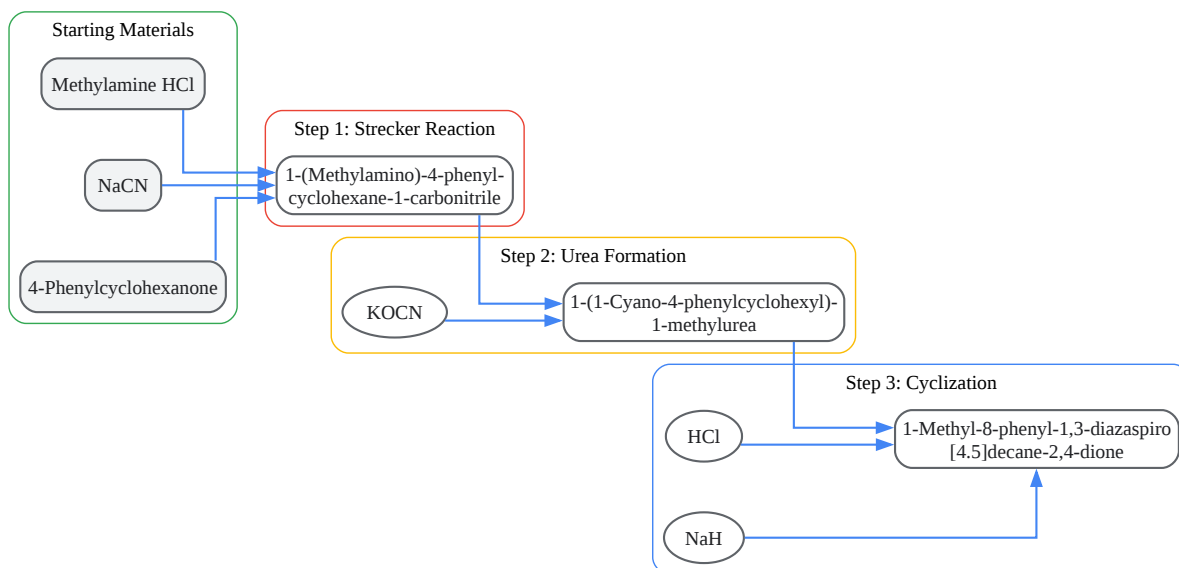 Starting Materials
Methylamine HCl
NaCN
4-Phenylcyclohexanone
Step 1: Strecker Reaction
1-(Methylamino)-4-phenyl-
cyclohexane-1-carbonitrile
Step 2: Urea Formation
KOCN
1-(1-Cyano-4-phenylcyclohexyl)-
1-methylurea
Step 3: Cyclization
HCl
1-Methyl-8-phenyl-1,3-diazaspiro
[4.5]decane-2,4-dione
NaH